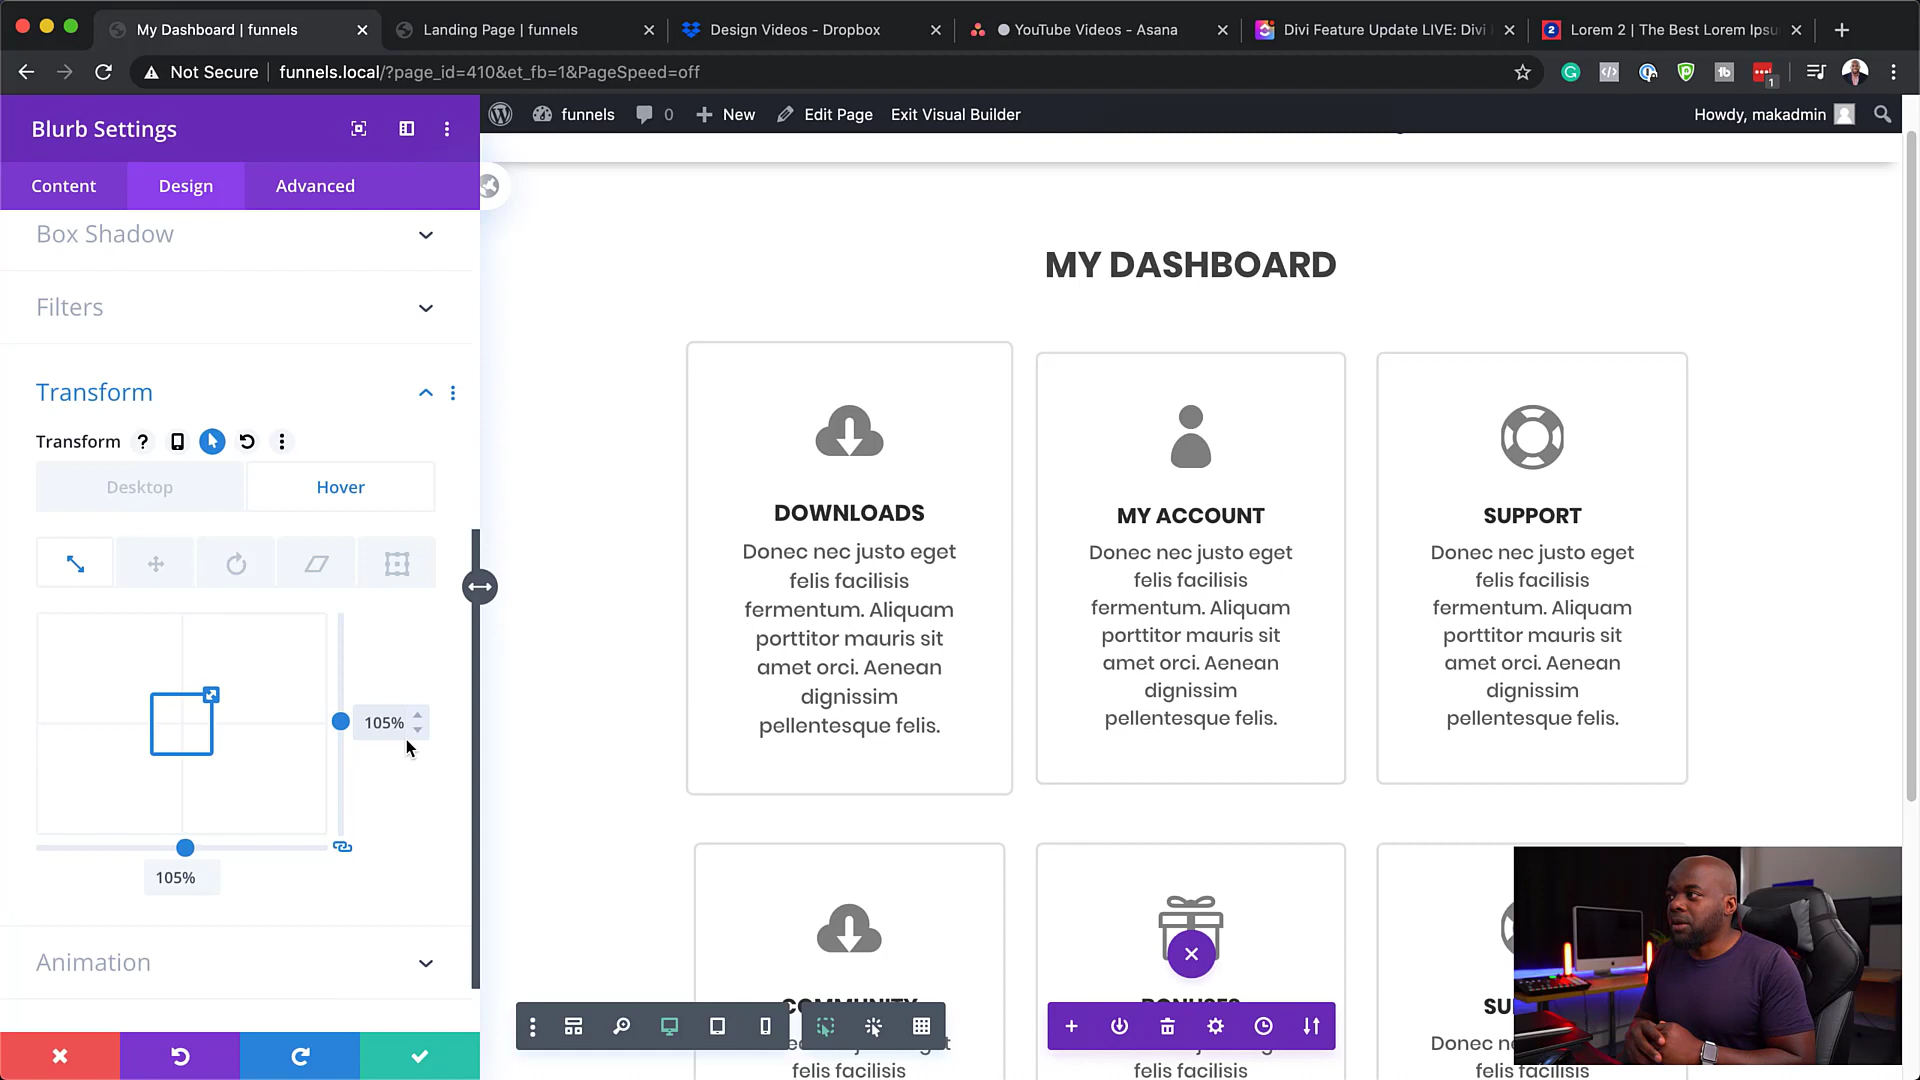 My Dashboard | funnels
Landing Page | funnels
Design Videos - Dropbox
YouTube Videos - Asana
Divi Feature Update LIVE: Divi
Lorem 2 | The Best Lorem Ipsu
Not Secure
funnels.local/?page_id=410&et_fb=1&PageSpeed=off
1
Blurb Settings
funnels
0
New
Edit Page
Exit Visual Builder
Howdy, makadmin
Content
Design
Advanced
Box Shadow
Filters
Transform
Transform
Desktop
Hover
105%
105%
Animation
MY DASHBOARD
DOWNLOADS
Donec nec justo eget
felis facilisis
fermentum. Aliquam
porttitor mauris sit
amet orci. Aenean
dignissim
pellentesque felis.
MY ACCOUNT
Donec nec justo eget
felis facilisis
fermentum. Aliquam
porttitor mauris sit
amet orci. Aenean
dignissim
pellentesque felis.
SUPPORT
Donec nec justo eget
felis facilisis
fermentum. Aliquam
porttitor mauris sit
amet orci. Aenean
dignissim
pellentesque felis.
COMMUNITY
felis facilisis
BONUSES
felis facilisis
SU
Donec n
felis facilisis